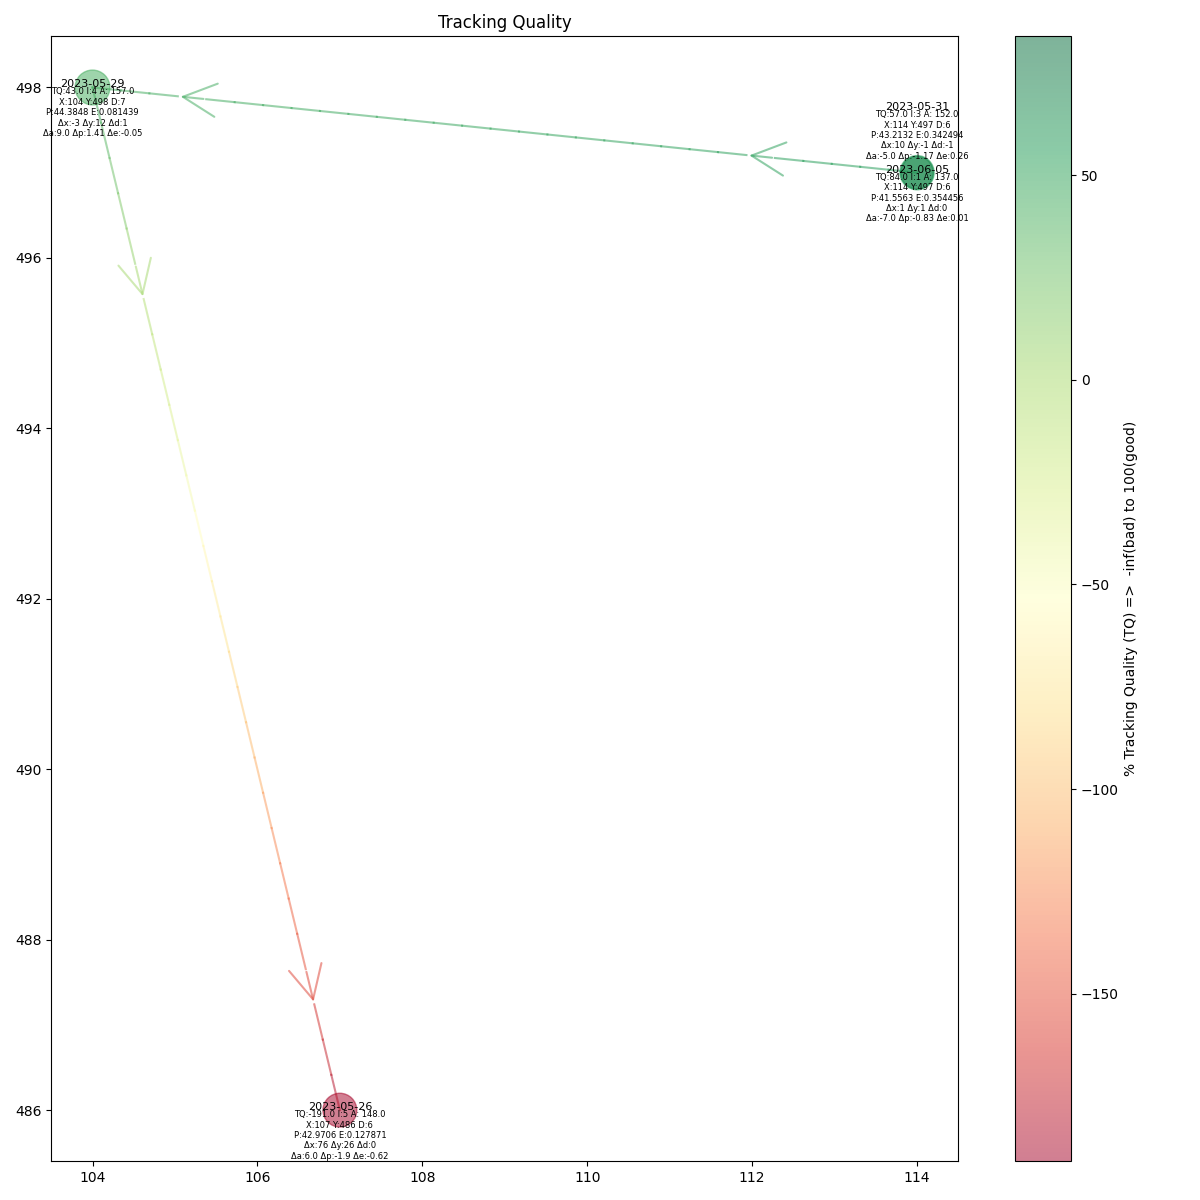 Tracking Quality
2023-05-29
TQ:43.0 I:4 A: 157.0
X:104 Y:498 D:7
P:44.3848 E:0.081439
Δx:-3 Δy:12 Δd:1
Δa:9.0 Δp:1.41 Δe:-0.05
2023-05-31
TQ:57.0 I:3 A: 152.0
X:114 Y:497 D:6
P:43.2132 E:0.342494
Δx:10 Δy:-1 Δd:-1
Δa:-5.0 Δp:-1.17 Δe:0.26
2023-06-05
TQ:84.0 I:1 A: 137.0
X:114 Y:497 D:6
P:41.5563 E:0.354456
Δx:1 Δy:1 Δd:0
Δa:-7.0 Δp:-0.83 Δe:0.01
2023-05-26
TQ:-191.0 I:5 A: 148.0
X:107 Y:486 D:6
P:42.9706 E:0.127871
Δx:76 Δy:26 Δd:0
Δa:6.0 Δp:-1.9 Δe:-0.62
498
496
494
492
490
488
486
104 106 108 110 112 114
50
0
−50
−100
−150
% Tracking Quality (TQ) => -inf(bad) to 100(good)